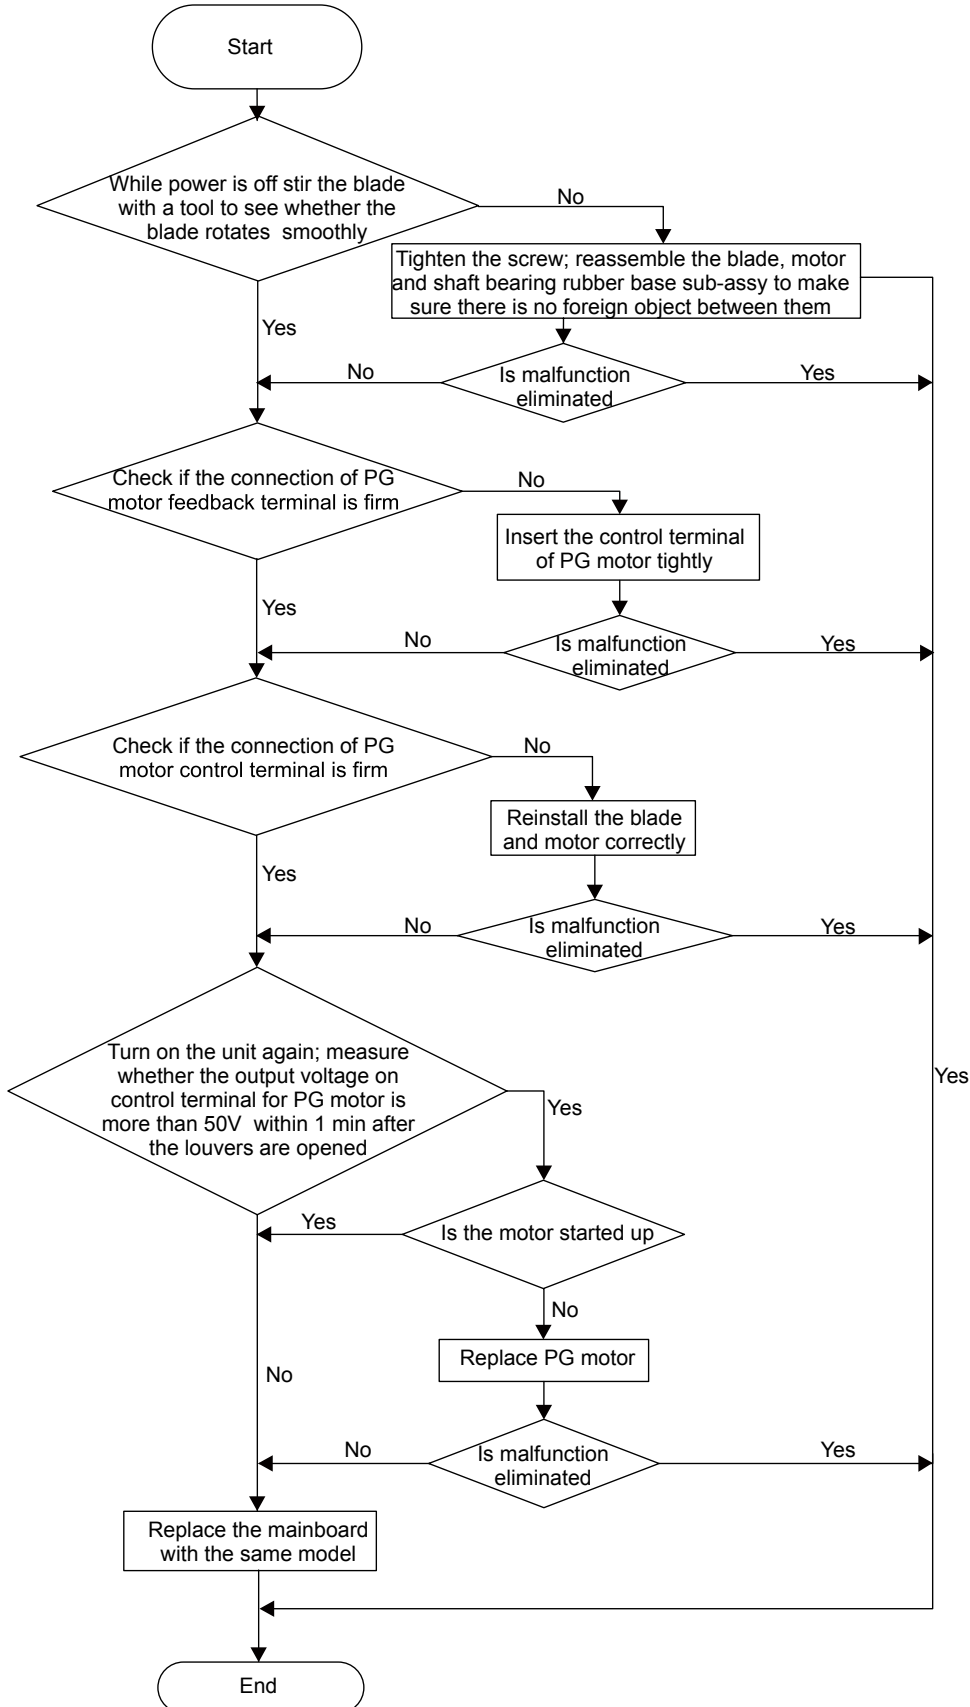 Start
While power is off stir the blade
with a tool to see whether the
blade rotates smoothly
No
Tighten the screw; reassemble the blade, motor
and shaft bearing rubber base sub-assy to make
sure there is no foreign object between them
Yes
No
Is malfunction
eliminated
Yes
Check if the connection of PG
motor feedback terminal is firm
No
Insert the control terminal
of PG motor tightly
Yes
No
Is malfunction
eliminated
Yes
Check if the connection of PG
motor control terminal is firm
No
Reinstall the blade
and motor correctly
Yes
No
Is malfunction
eliminated
Yes
Turn on the unit again; measure
whether the output voltage on
control terminal for PG motor is
more than 50V within 1 min after
the louvers are opened
Yes
Yes
Yes
Is the motor started up
No
Replace PG motor
No
No
Is malfunction
eliminated
Yes
Replace the mainboard
with the same model
End